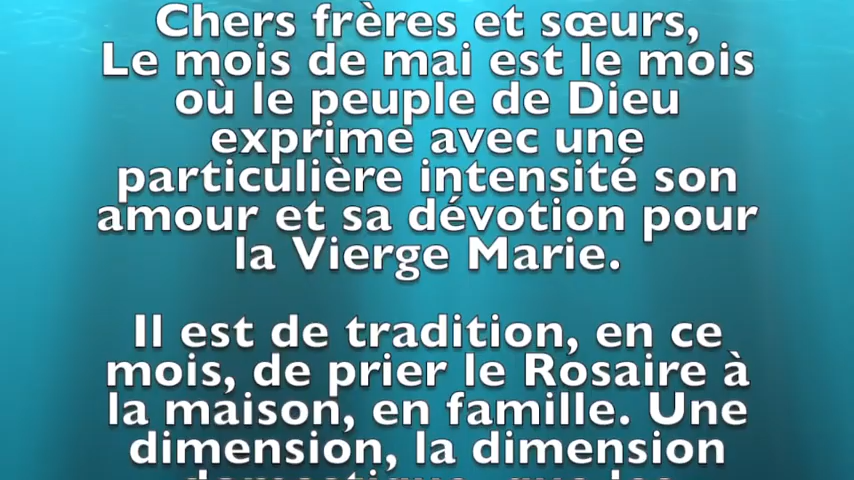 Chers frères et sœurs,
Le mois de mai est le mois
où le peuple de Dieu
exprime avec une
particulière intensité son
amour et sa dévotion pour
la Vierge Marie.
Il est de tradition, en ce
mois, de prier le Rosaire à
la maison, en famille. Une
dimension, la dimension